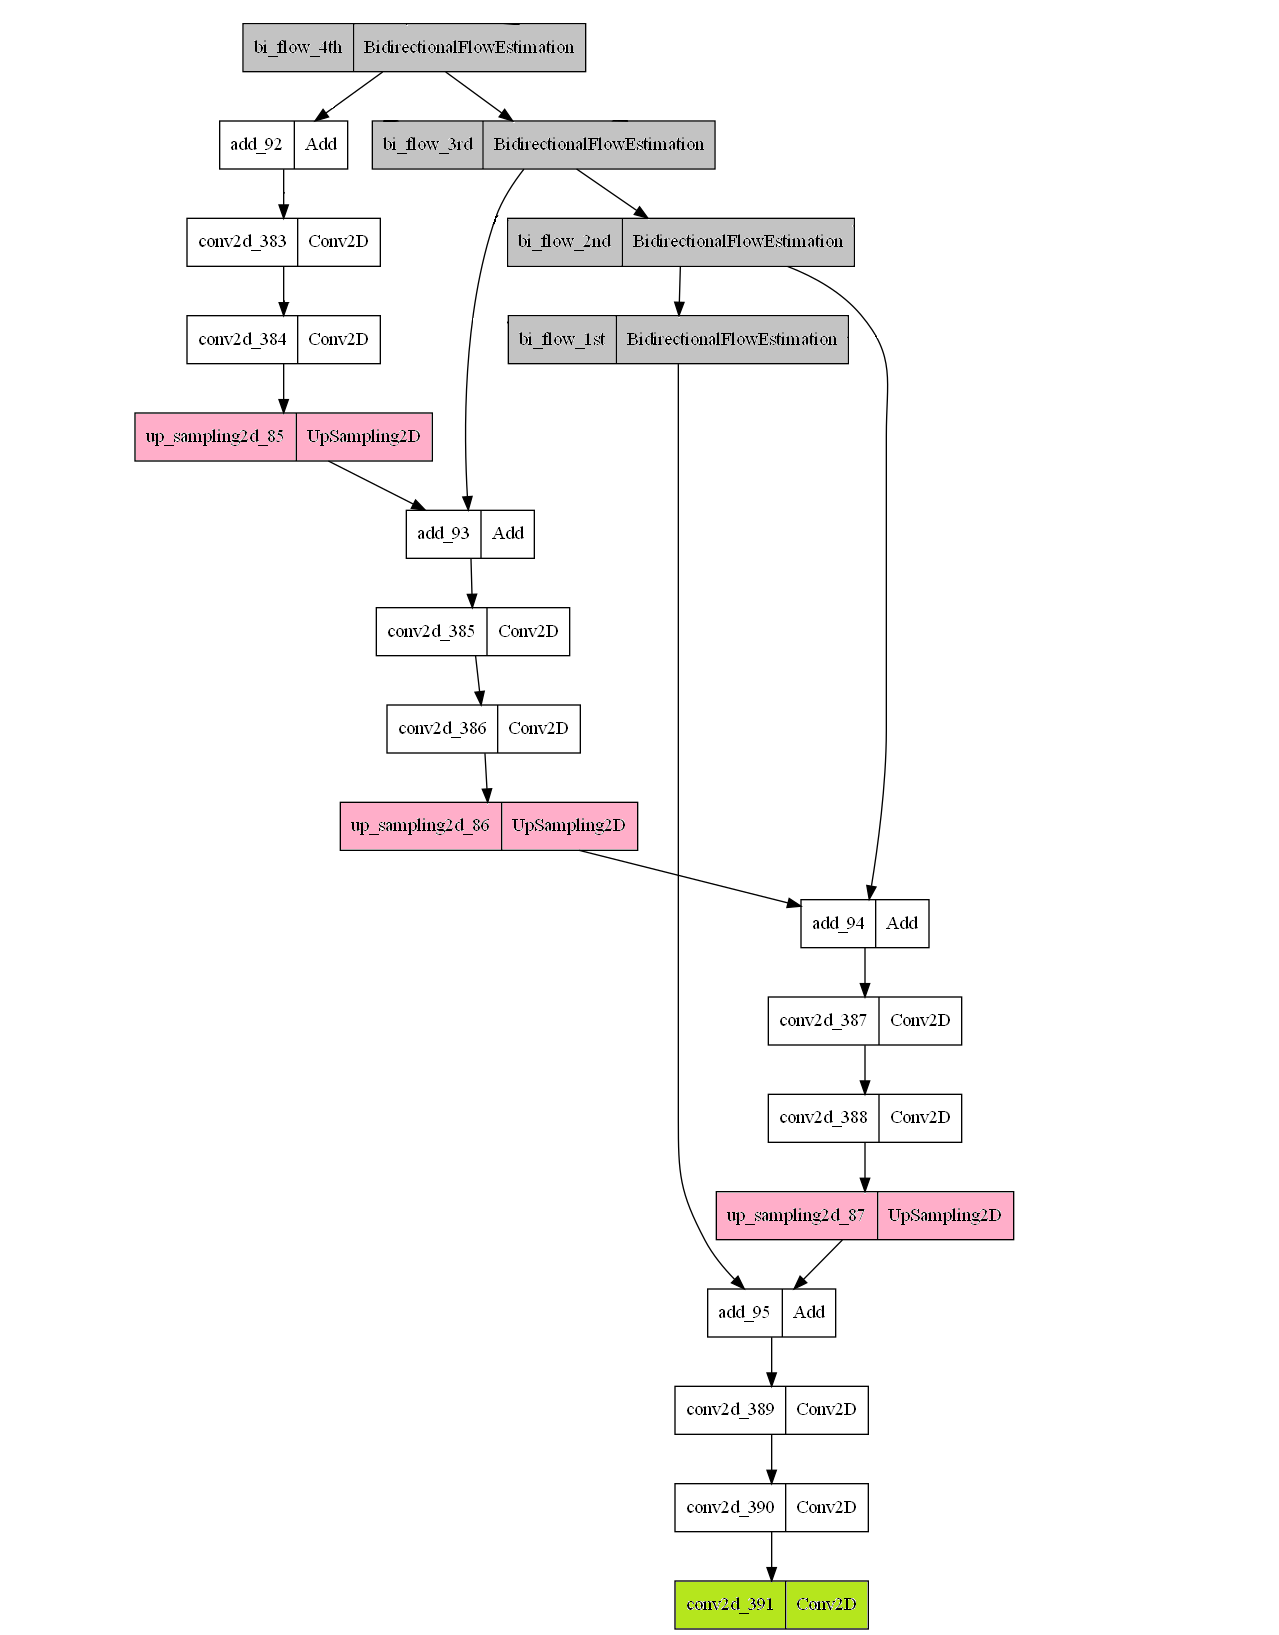 bi_flow_4th BidirectionalFlowEstimation
add_92 Add
bi_flow_3rd BidirectionalFlowEstimation
conv2d_383 Conv2D
bi_flow_2nd BidirectionalFlowEstimation
conv2d_384 Conv2D
bi_flow_1st BidirectionalFlowEstimation
up_sampling2d_85 UpSampling2D
add_93 Add
conv2d_385 Conv2D
conv2d_386 Conv2D
up_sampling2d_86 UpSampling2D
add_94 Add
conv2d_387 Conv2D
conv2d_388 Conv2D
up_sampling2d_87 UpSampling2D
add_95 Add
conv2d_389 Conv2D
conv2d_390 Conv2D
conv2d_391 Conv2D